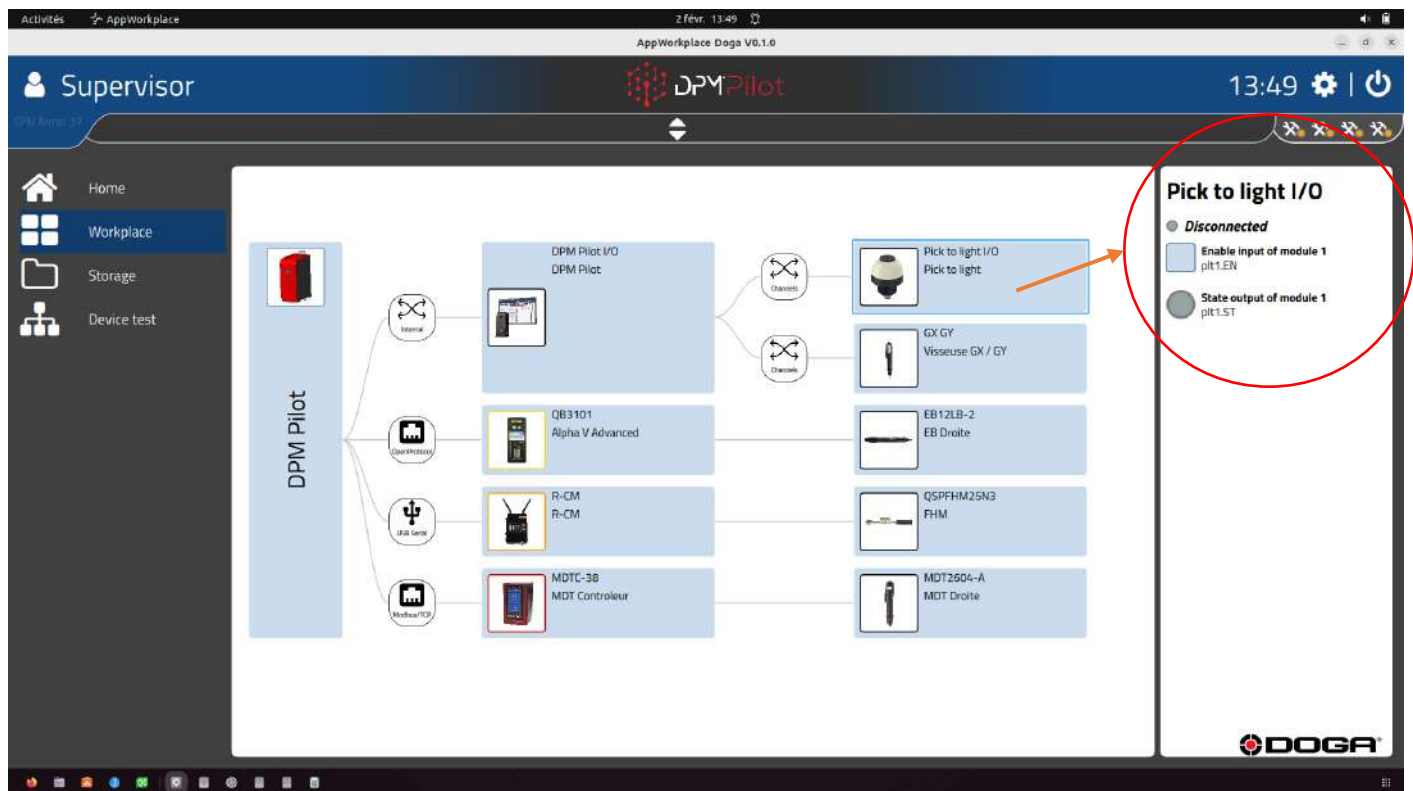 Activités AppWorkplace 2 févr. 13:49
AppWorkplace Doga V0.1.0
Supervisor DPMPilot 13:49
Home
Workplace
Storage
Device test
DPM Pilot
Internal
OpenProtocol
USB Serial
Modbus/TCP
DPM Pilot I/O
DPM Pilot
QB3101
Alpha V Advanced
R-CM
R-CM
MDTC-38
MDT Controleur
Channels
Channels
Pick to light I/O
Pick to light
GX GY
Visseuse GX / GY
EB12LB-2
EB Droite
QSPFHM25N3
FHM
MDT2604-A
MDT Droite
Pick to light I/O
Disconnected
Enable input of module 1
plt1.EN
State output of module 1
plt1.ST
DOGA